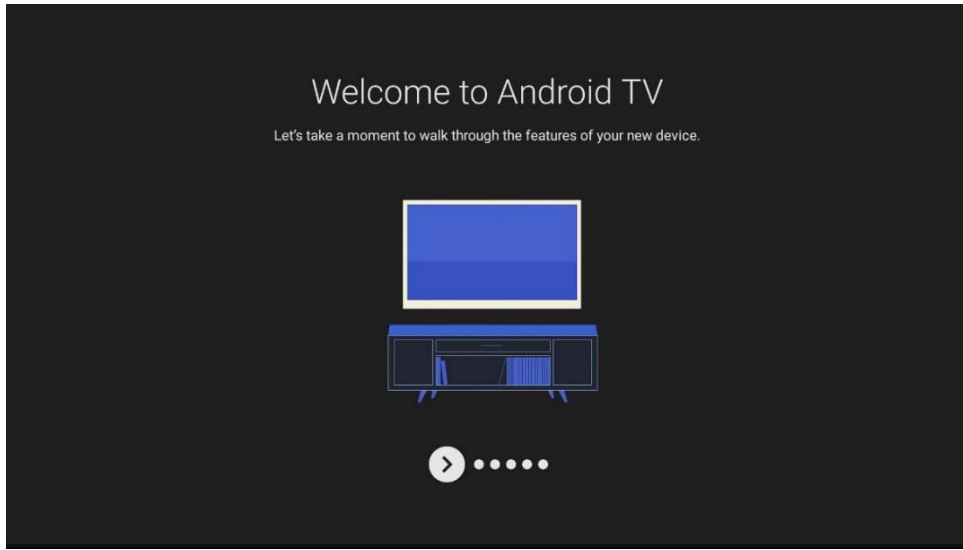 Welcome to Android TV
Let's take a moment to walk through the features of your new device.